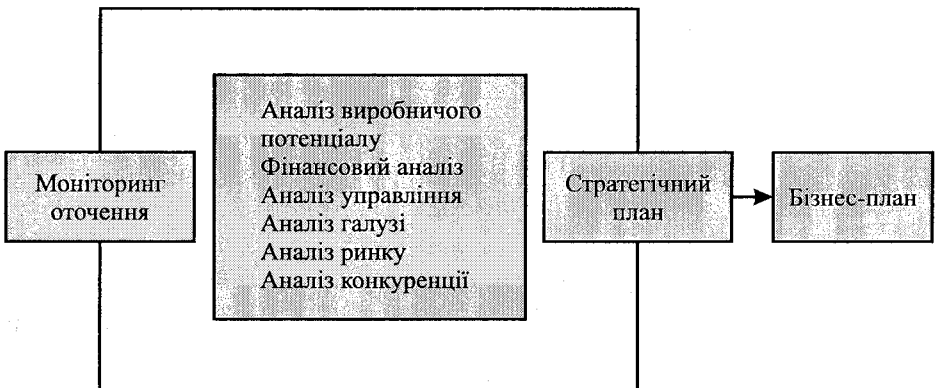 Моніторинг
оточення
Аналіз виробничого
потенціалу
Фінансовий аналіз
Аналіз управління
Аналіз галузі
Аналіз ринку
Аналіз конкуренції
Стратегічний
план
Бізнес-план